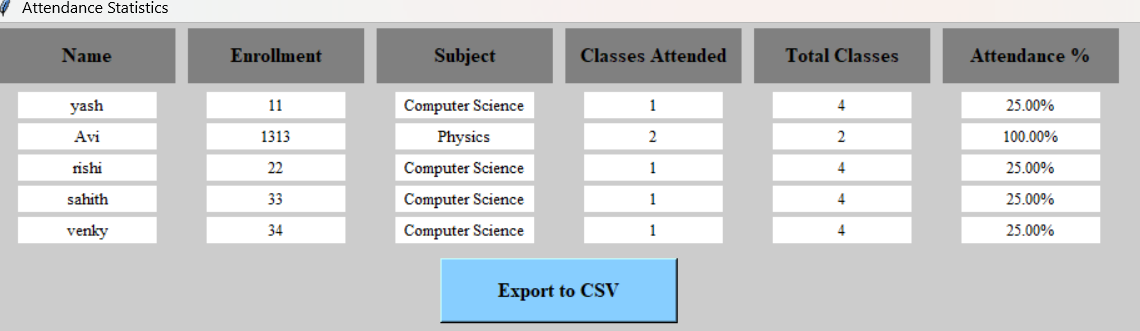 Attendance Statistics
Name Enrollment Subject Classes Attended Total Classes Attendance %
yash 11 Computer Science 1 4 25.00%
Avi 1313 Physics 2 2 100.00%
rishi 22 Computer Science 1 4 25.00%
sahith 33 Computer Science 1 4 25.00%
venky 34 Computer Science 1 4 25.00%
Export to CSV